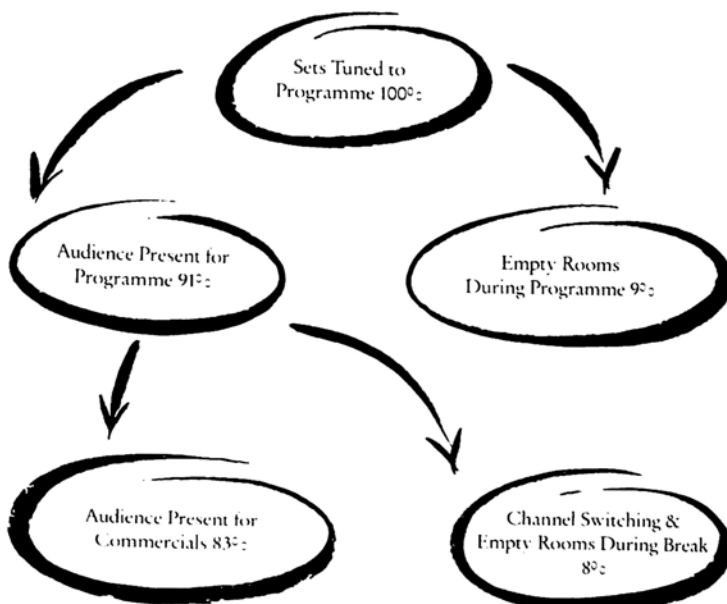 Sets Tuned to
Programme 100%
Audience Present for
Programme 91%
Empty Rooms
During Programme 9%
Audience Present for
Commercials 83%
Channel Switching &
Empty Rooms During Break
8%